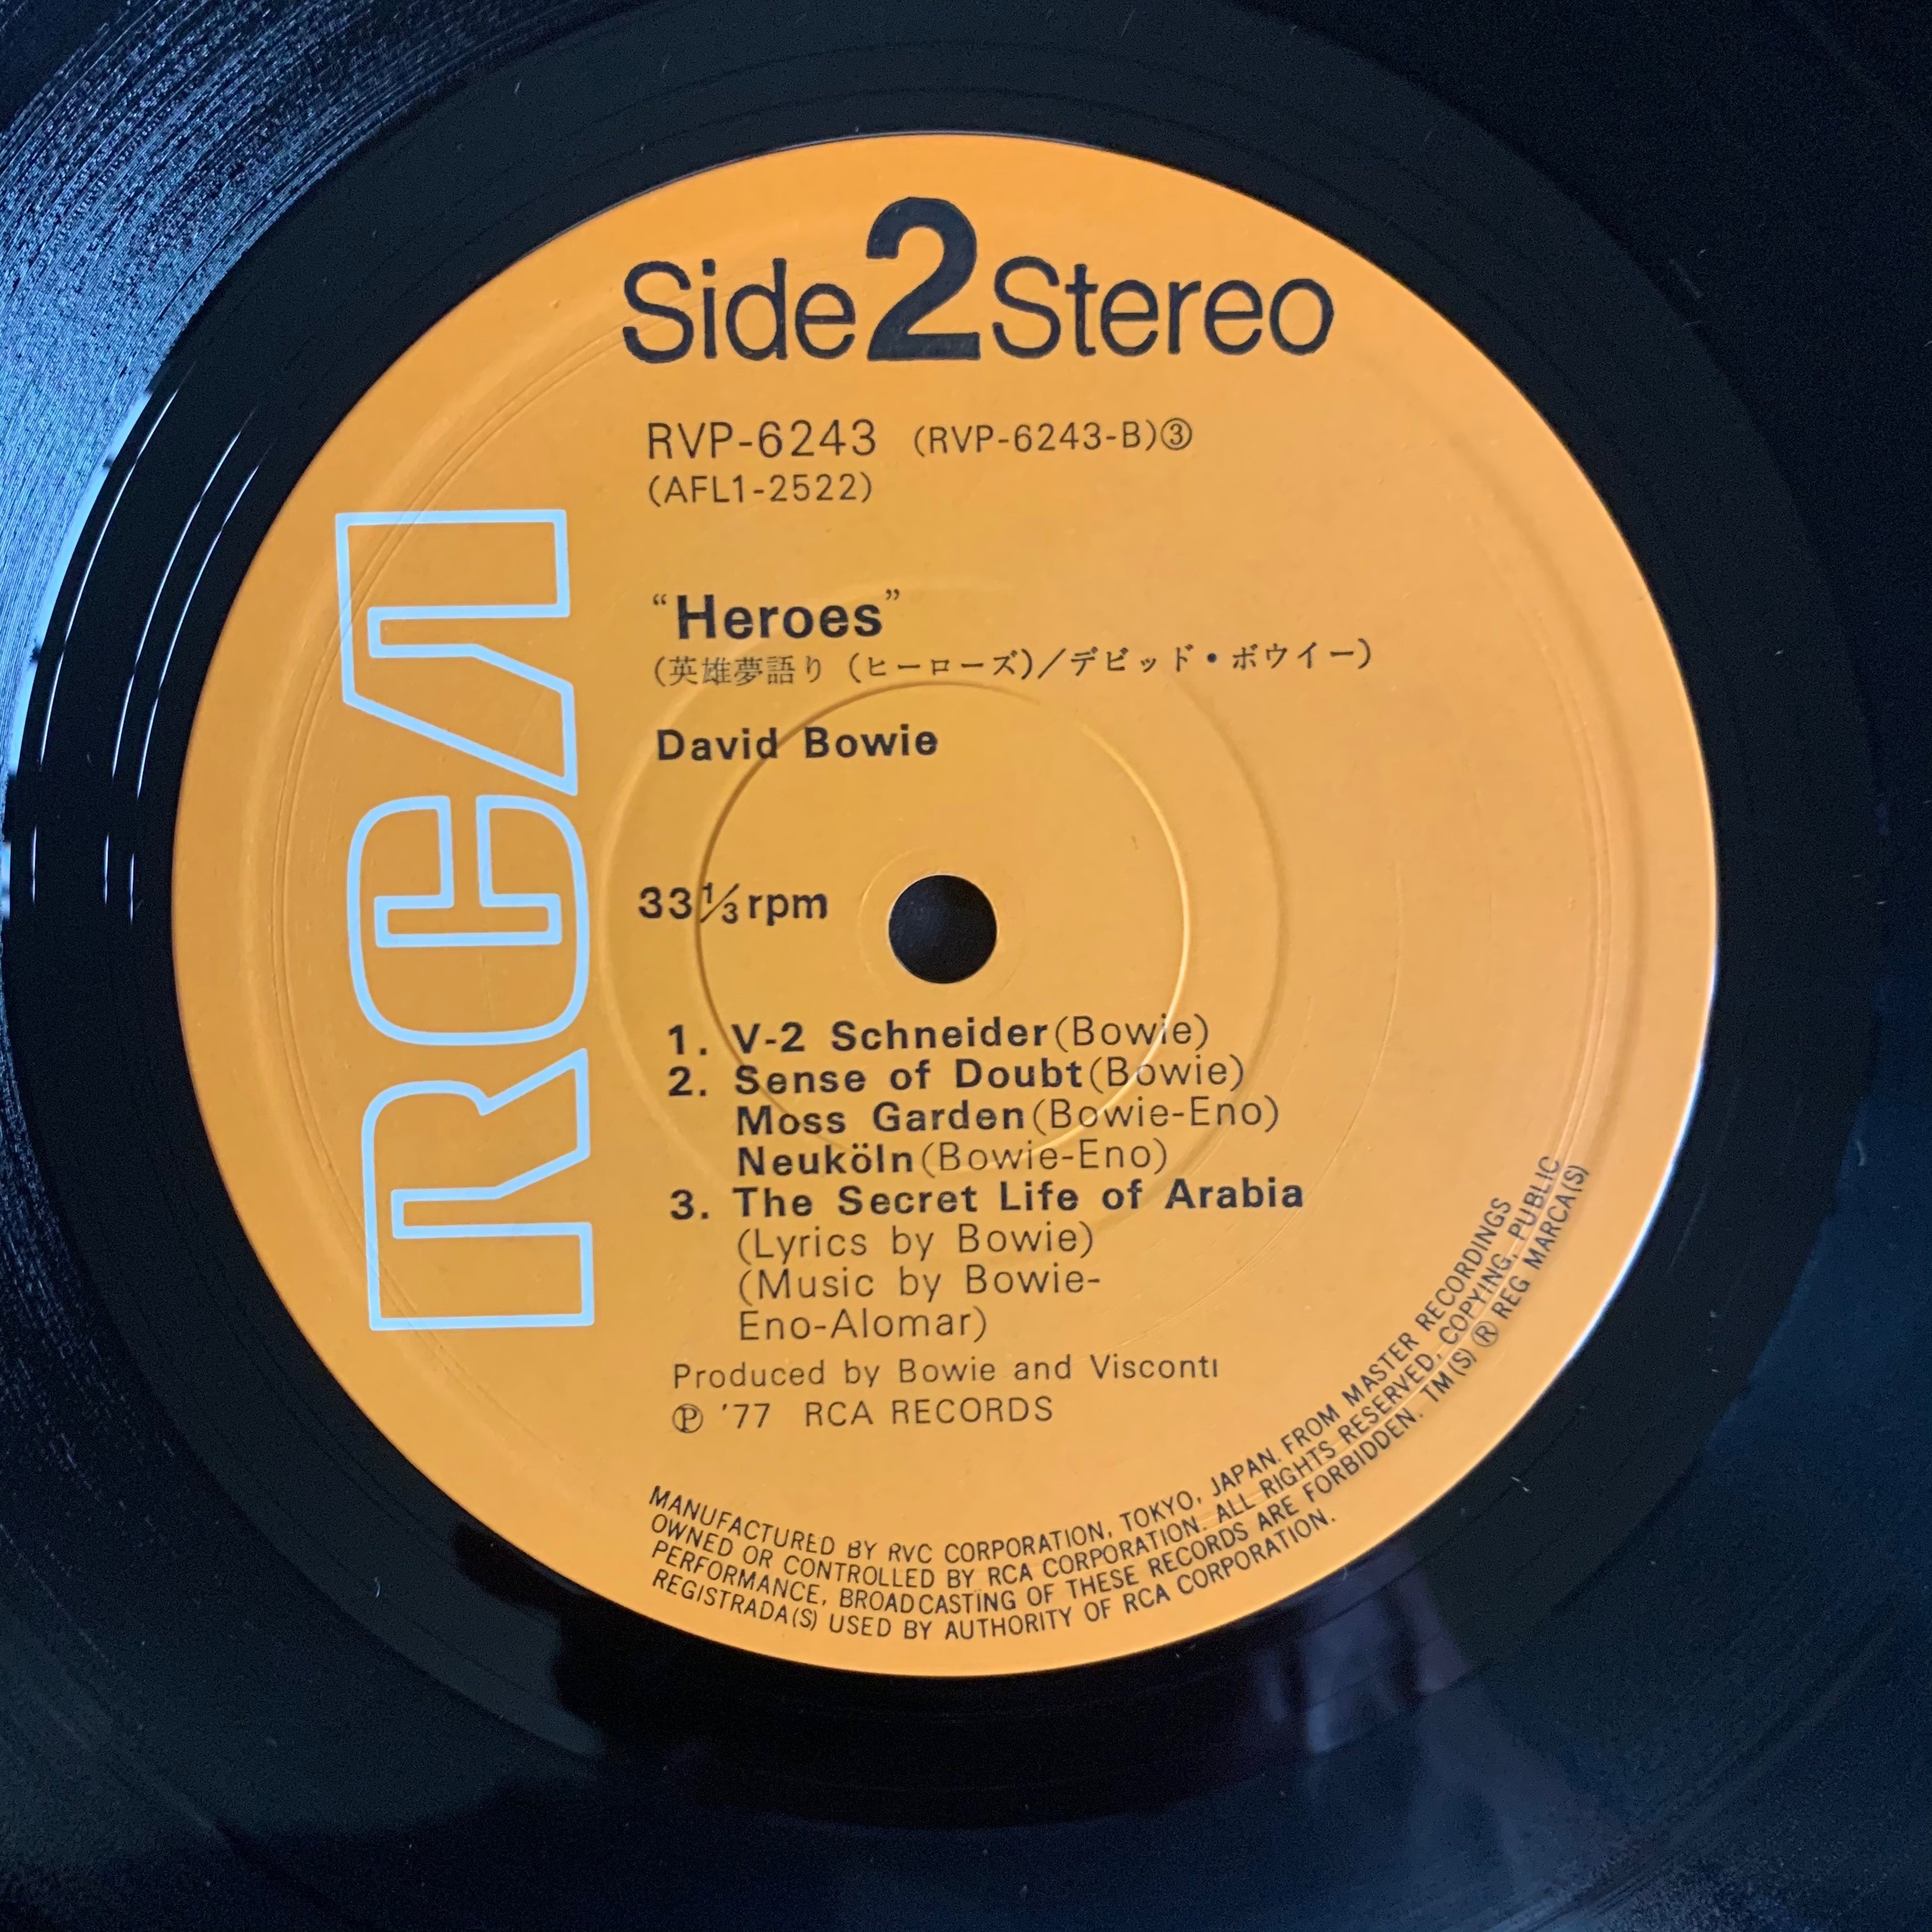 Side 2 Stereo
RVP-6243 (RVP-6243-B)③
(AFL1-2522)
RCA
“Heroes”
(英雄夢語り (ヒーローズ)／デビッド・ボウイー)
David Bowie
33⅓ rpm
1. V-2 Schneider(Bowie)
2. Sense of Doubt(Bowie)
Moss Garden(Bowie-Eno)
Neuköln(Bowie-Eno)
3. The Secret Life of Arabia
(Lyrics by Bowie)
(Music by Bowie-
Eno-Alomar)
Produced by Bowie and Visconti
Ⓟ '77 RCA RECORDS
MANUFACTURED BY RVC CORPORATION, TOKYO, JAPAN. FROM MASTER RECORDINGS
OWNED OR CONTROLLED BY RCA CORPORATION. ALL RIGHTS RESERVED, COPYING, PUBLIC
PERFORMANCE, BROADCASTING OF THESE RECORDS ARE FORBIDDEN. TM(S) ® REG MARCA(S)
REGISTRADA(S) USED BY AUTHORITY OF RCA CORPORATION.